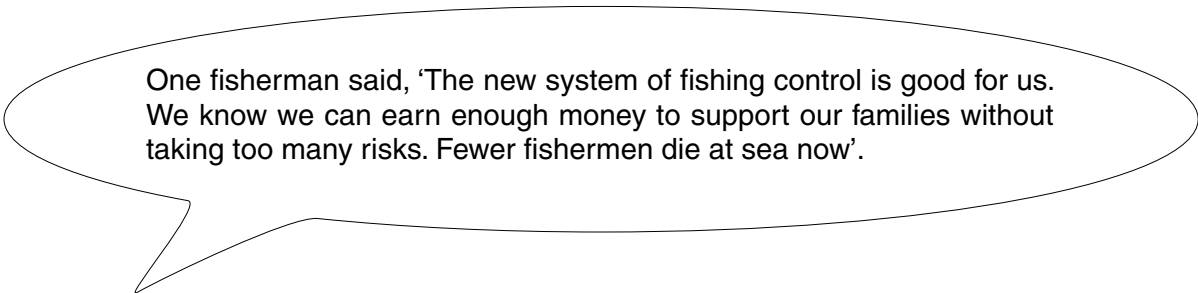 One fisherman said, ‘The new system of fishing control is good for us.
We know we can earn enough money to support our families without
taking too many risks. Fewer fishermen die at sea now’.